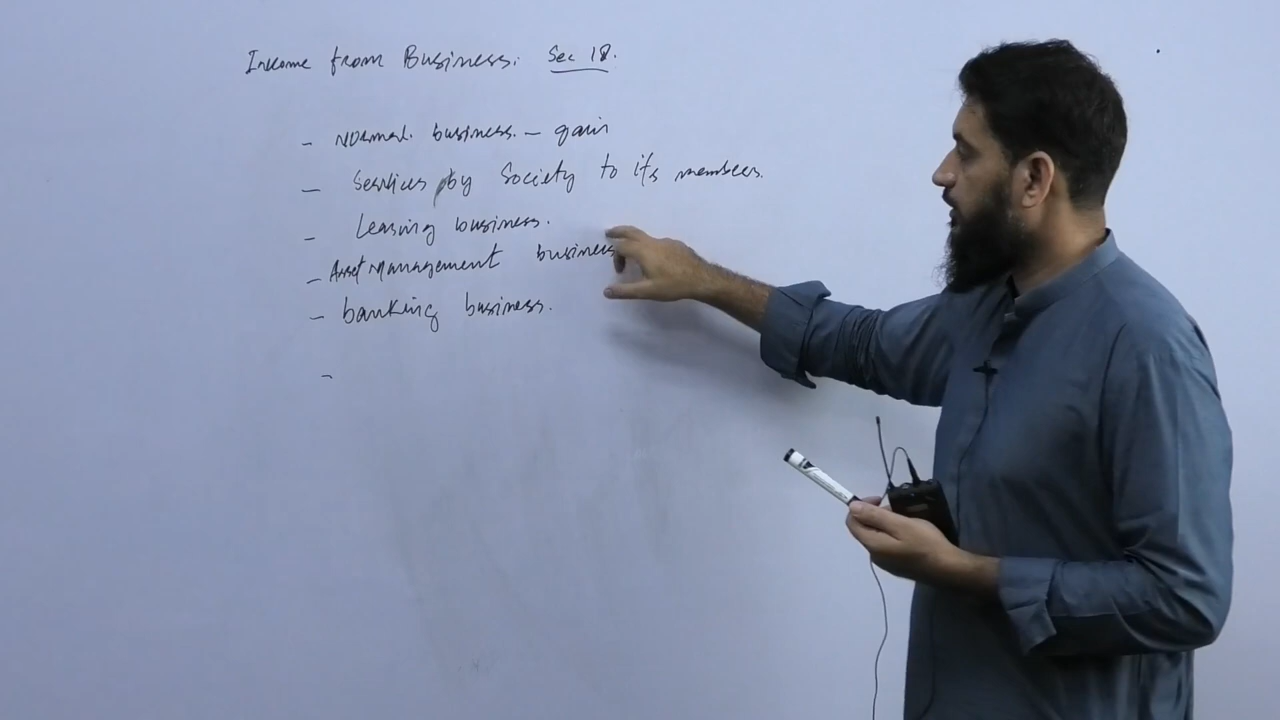 Income from Business. Sec 18.
- Normal. business. - gain
- Services by Society to its members.
- Leasing business.
- Asset Management business
- banking business.
-